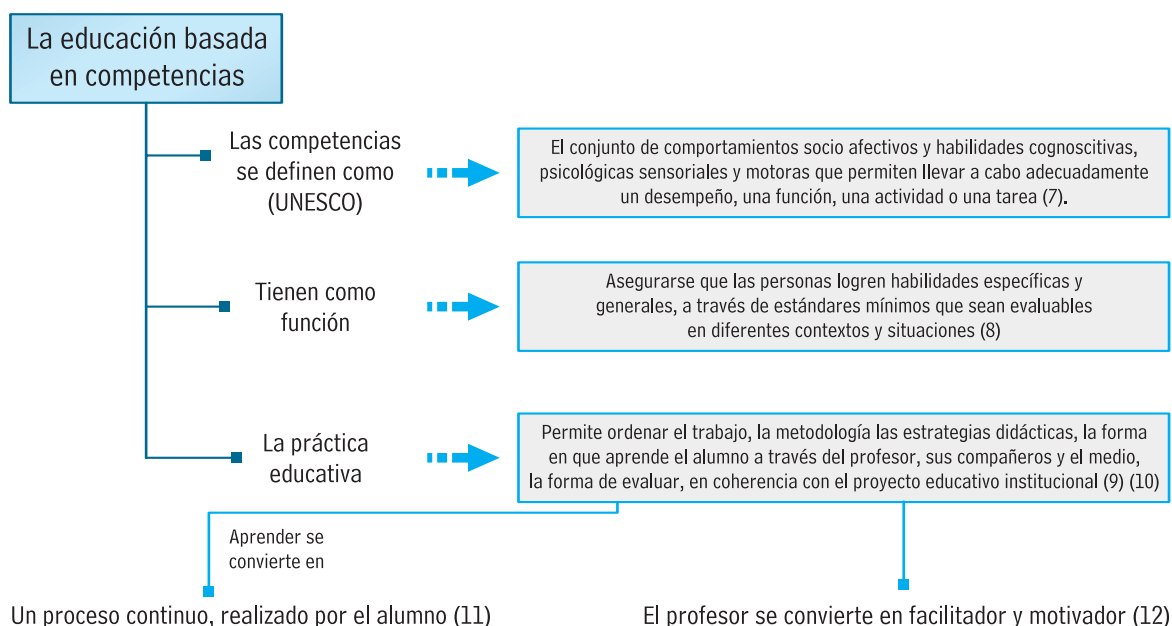 La educación basada
en competencias
Las competencias
se definen como
(UNESCO)
El conjunto de comportamientos socio afectivos y habilidades cognoscitivas,
psicológicas sensoriales y motoras que permiten llevar a cabo adecuadamente
un desempeño, una función, una actividad o una tarea (7).
Tienen como
función
Asegurarse que las personas logren habilidades específicas y
generales, a través de estándares mínimos que sean evaluables
en diferentes contextos y situaciones (8)
La práctica
educativa
Permite ordenar el trabajo, la metodología las estrategias didácticas, la forma
en que aprende el alumno a través del profesor, sus compañeros y el medio,
la forma de evaluar, en coherencia con el proyecto educativo institucional (9) (10)
Aprender se
convierte en
Un proceso continuo, realizado por el alumno (11)
El profesor se convierte en facilitador y motivador (12)